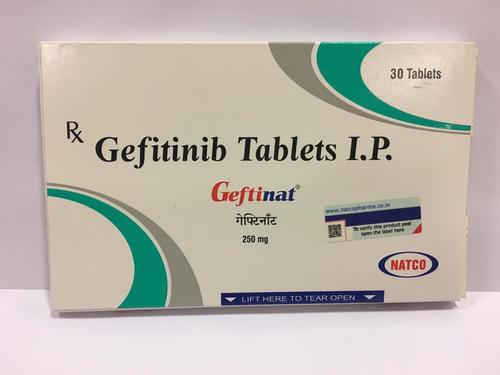 30 Tablets
Rx Gefitinib Tablets I.P.
Geftinat®
गेफ्टिनॉट
250 mg
www.natcopharma.co.in
To verify this product peel
open the label here
NATCO
LIFT HERE TO TEAR OPEN